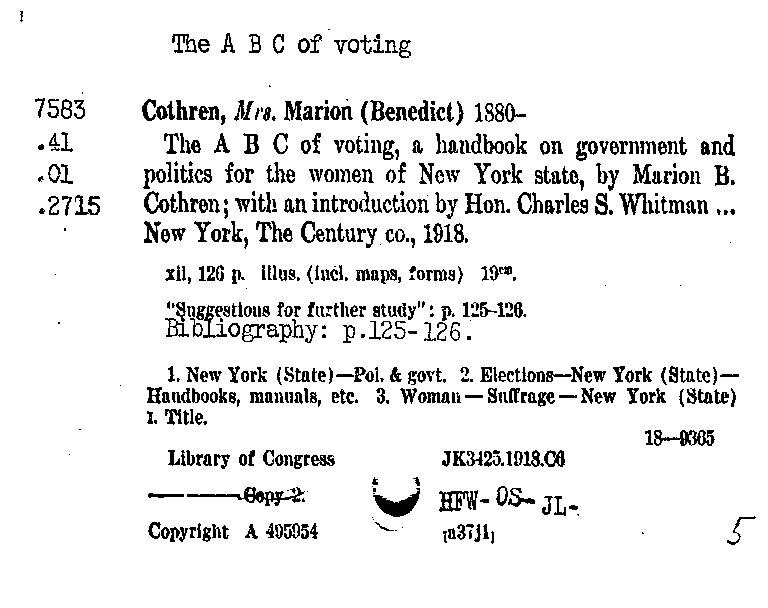 The A B C of voting
7583 Cothren, Mrs. Marion (Benedict) 1880–
.41 The A B C of voting, a handbook on government and
.01 politics for the women of New York state, by Marion B.
.2715 Cothren; with an introduction by Hon. Charles S. Whitman ...
New York, The Century co., 1918.
xii, 126 p. illus. (incl. maps, forms) 19cm.
"Suggestions for further study": p. 125-126.
Bibliography: p.125-126.
1. New York (State)—Pol. & govt. 2. Elections—New York (State)—
Handbooks, manuals, etc. 3. Woman—Suffrage—New York (State)
I. Title.
18—9365
Library of Congress JK3425.1918.C6
Copy 2. HFW- OS- JL-
Copyright A 495954 [n37j1]
5